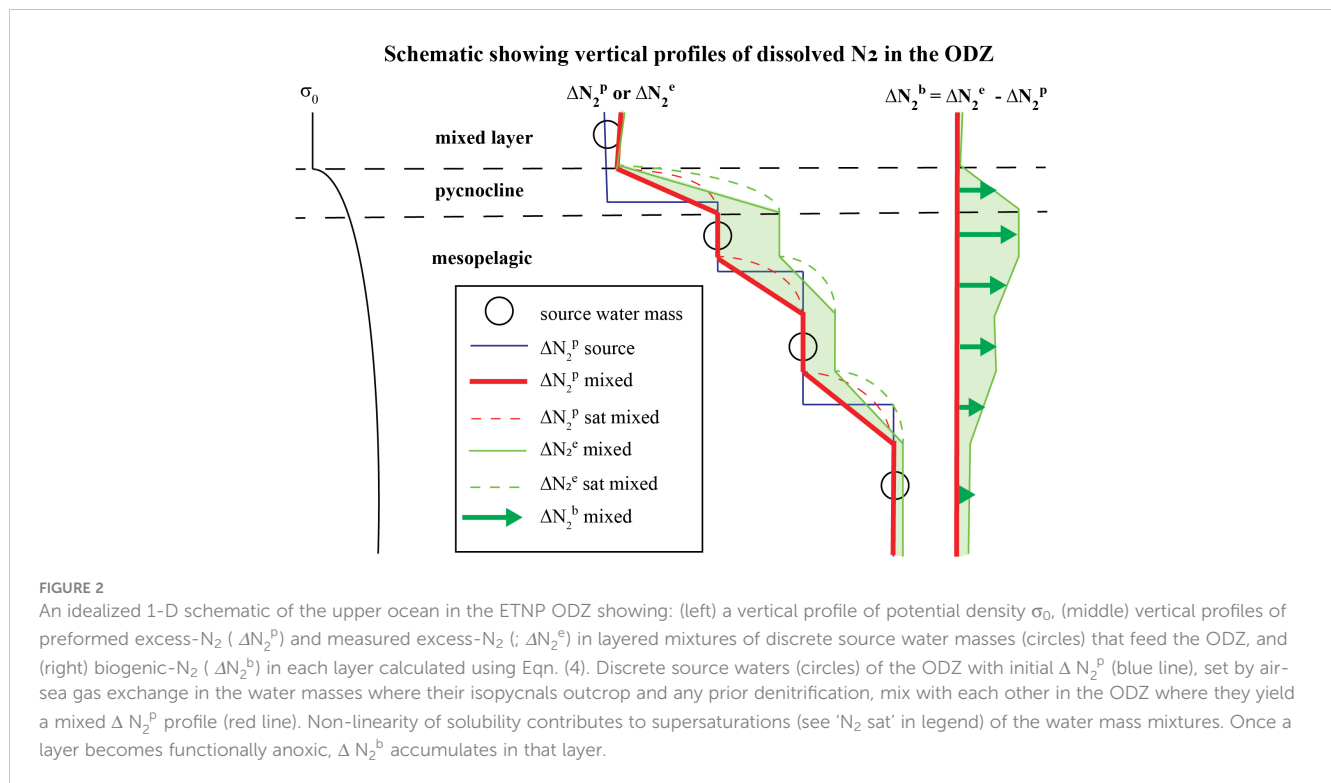 Schematic showing vertical profiles of dissolved N₂ in the ODZ
σ₀
ΔN₂ᵖ or ΔN₂ᵉ
ΔN₂ᵇ = ΔN₂ᵉ - ΔN₂ᵖ
mixed layer
pycnocline
mesopelagic
source water mass
ΔN₂ᵖ source
ΔN₂ᵖ mixed
ΔN₂ᵖ sat mixed
ΔN₂ᵉ mixed
ΔN₂ᵉ sat mixed
ΔN₂ᵇ mixed
FIGURE 2
An idealized 1-D schematic of the upper ocean in the ETNP ODZ showing: (left) a vertical profile of potential density σ₀, (middle) vertical profiles of
preformed excess-N₂ ( ΔN₂ᵖ) and measured excess-N₂ (; ΔN₂ᵉ) in layered mixtures of discrete source water masses (circles) that feed the ODZ, and
(right) biogenic-N₂ ( ΔN₂ᵇ) in each layer calculated using Eqn. (4). Discrete source waters (circles) of the ODZ with initial Δ N₂ᵖ (blue line), set by air-
sea gas exchange in the water masses where their isopycnals outcrop and any prior denitrification, mix with each other in the ODZ where they yield
a mixed Δ N₂ᵖ profile (red line). Non-linearity of solubility contributes to supersaturations (see ‘N₂ sat’ in legend) of the water mass mixtures. Once a
layer becomes functionally anoxic, Δ N₂ᵇ accumulates in that layer.